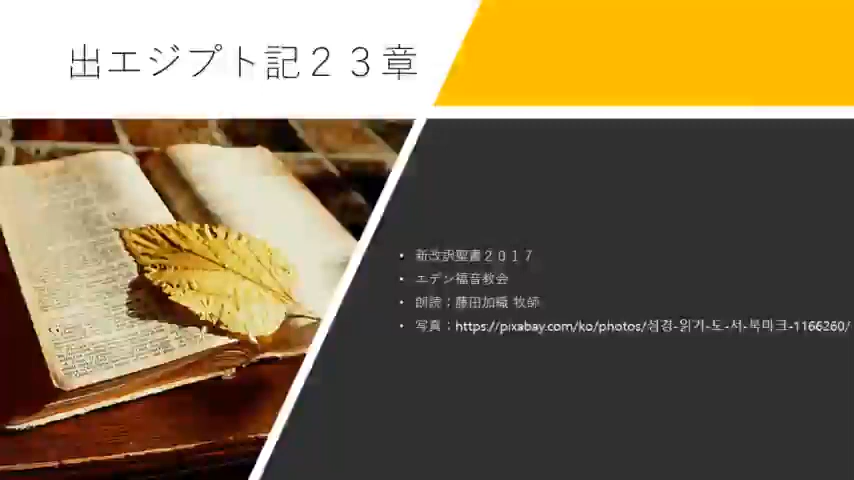 出エジプト記２３章
• 新改訳聖書２０１７
• エデン福音教会
• 朗読：藤田加織 牧師
• 写真：https://pixabay.com/ko/photos/성경-읽기-도-서-북마크-1166260/